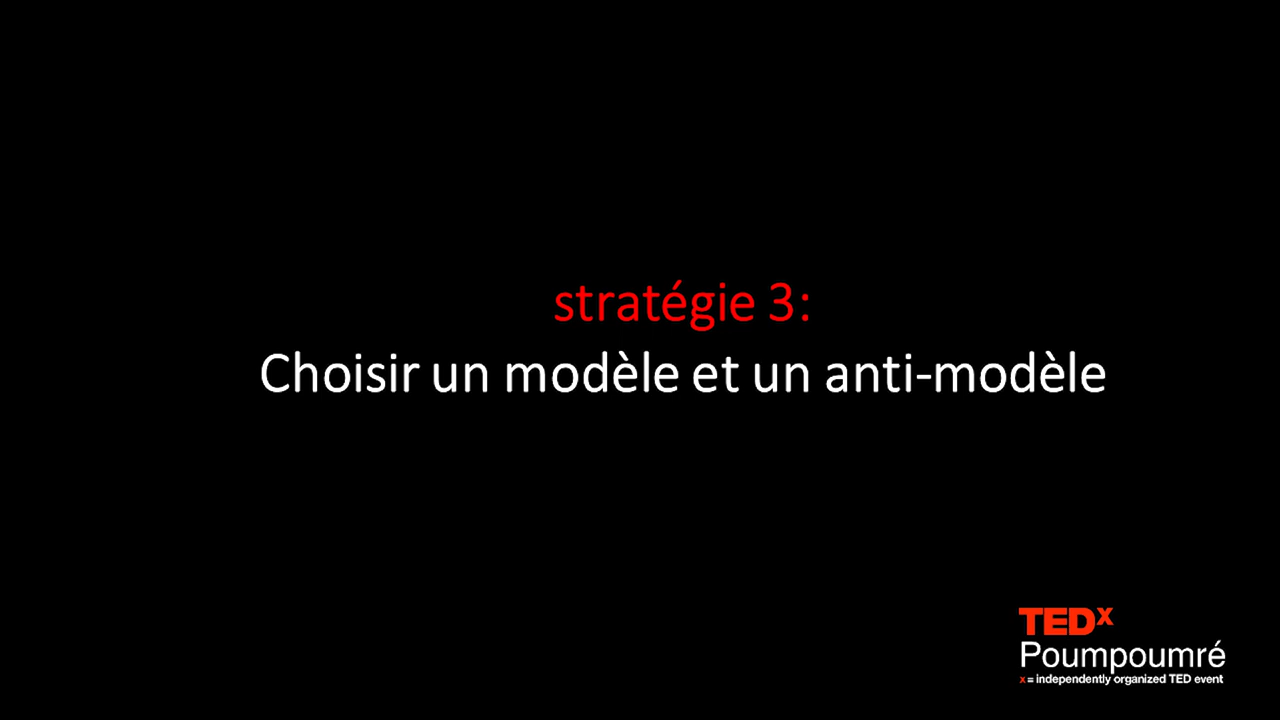 stratégie 3:
Choisir un modèle et un anti-modèle
TEDx
Poumpoumré
x = independently organized TED event